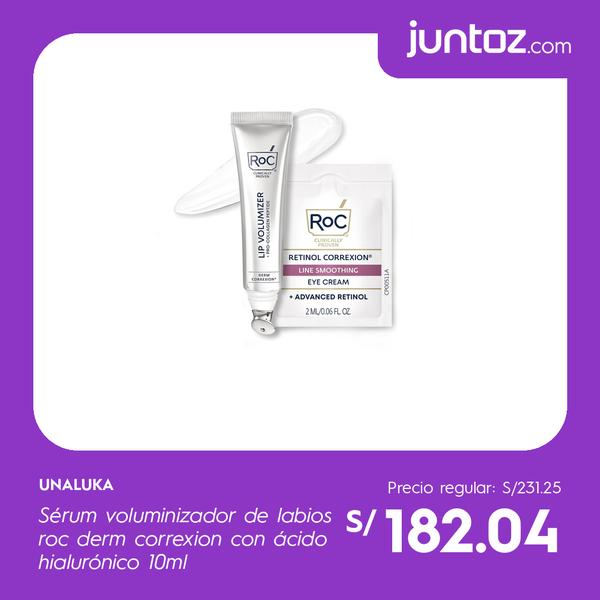 juntoz.com
RoC
CLINICALLY
PROVEN
LIP VOLUMIZER
+ PRO-COLLAGEN PEPTIDE
DERM
CORREXION®
RoC
CLINICALLY
PROVEN
RETINOL CORREXION®
LINE SMOOTHING
EYE CREAM
+ ADVANCED RETINOL
2 ML/0.06 FL. OZ.
CP00511A
UNALUKA
Sérum voluminizador de labios
roc derm correxion con ácido
hialurónico 10ml
Precio regular: S/231.25
S/ 182.04